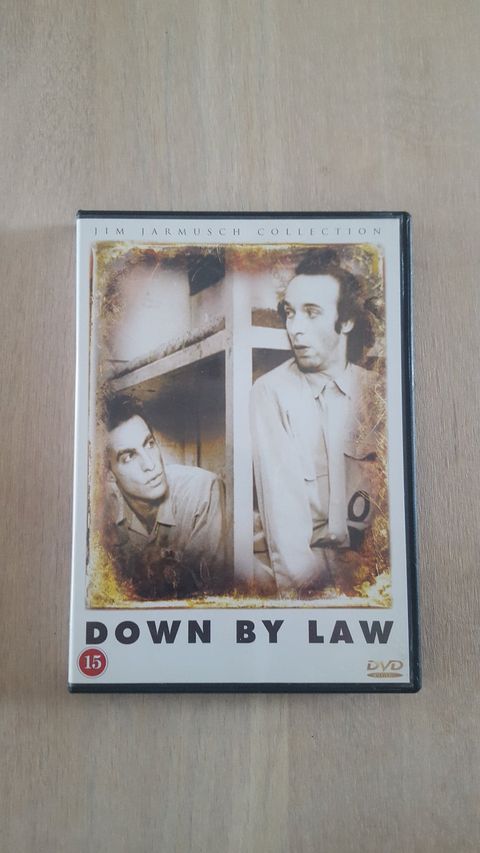 JIM JARMUSCH COLLECTION
DOWN BY LAW
15
DVD